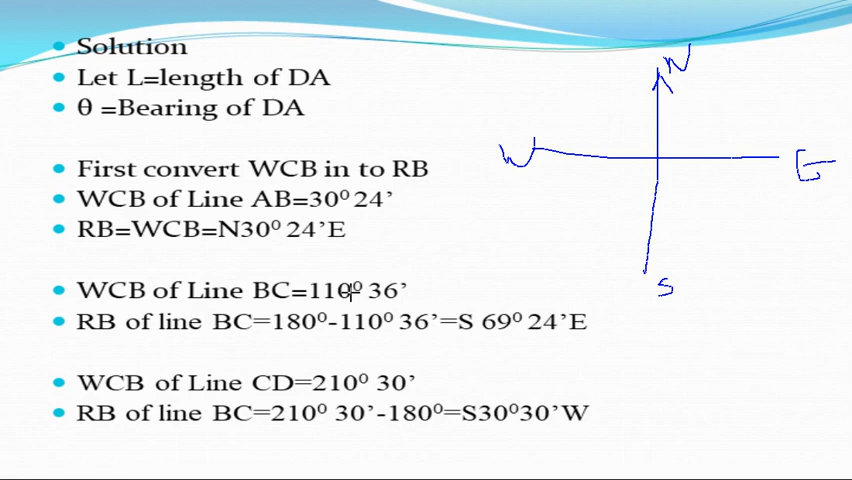 Solution
Let L=length of DA
θ =Bearing of DA
First convert WCB in to RB
WCB of Line AB=30⁰ 24’
RB=WCB=N30⁰ 24’E
WCB of Line BC=110⁰ 36’
RB of line BC=180⁰-110⁰ 36’=S 69⁰ 24’E
WCB of Line CD=210⁰ 30’
RB of line BC=210⁰ 30’-180⁰=S30⁰30’W
N
W
E
S